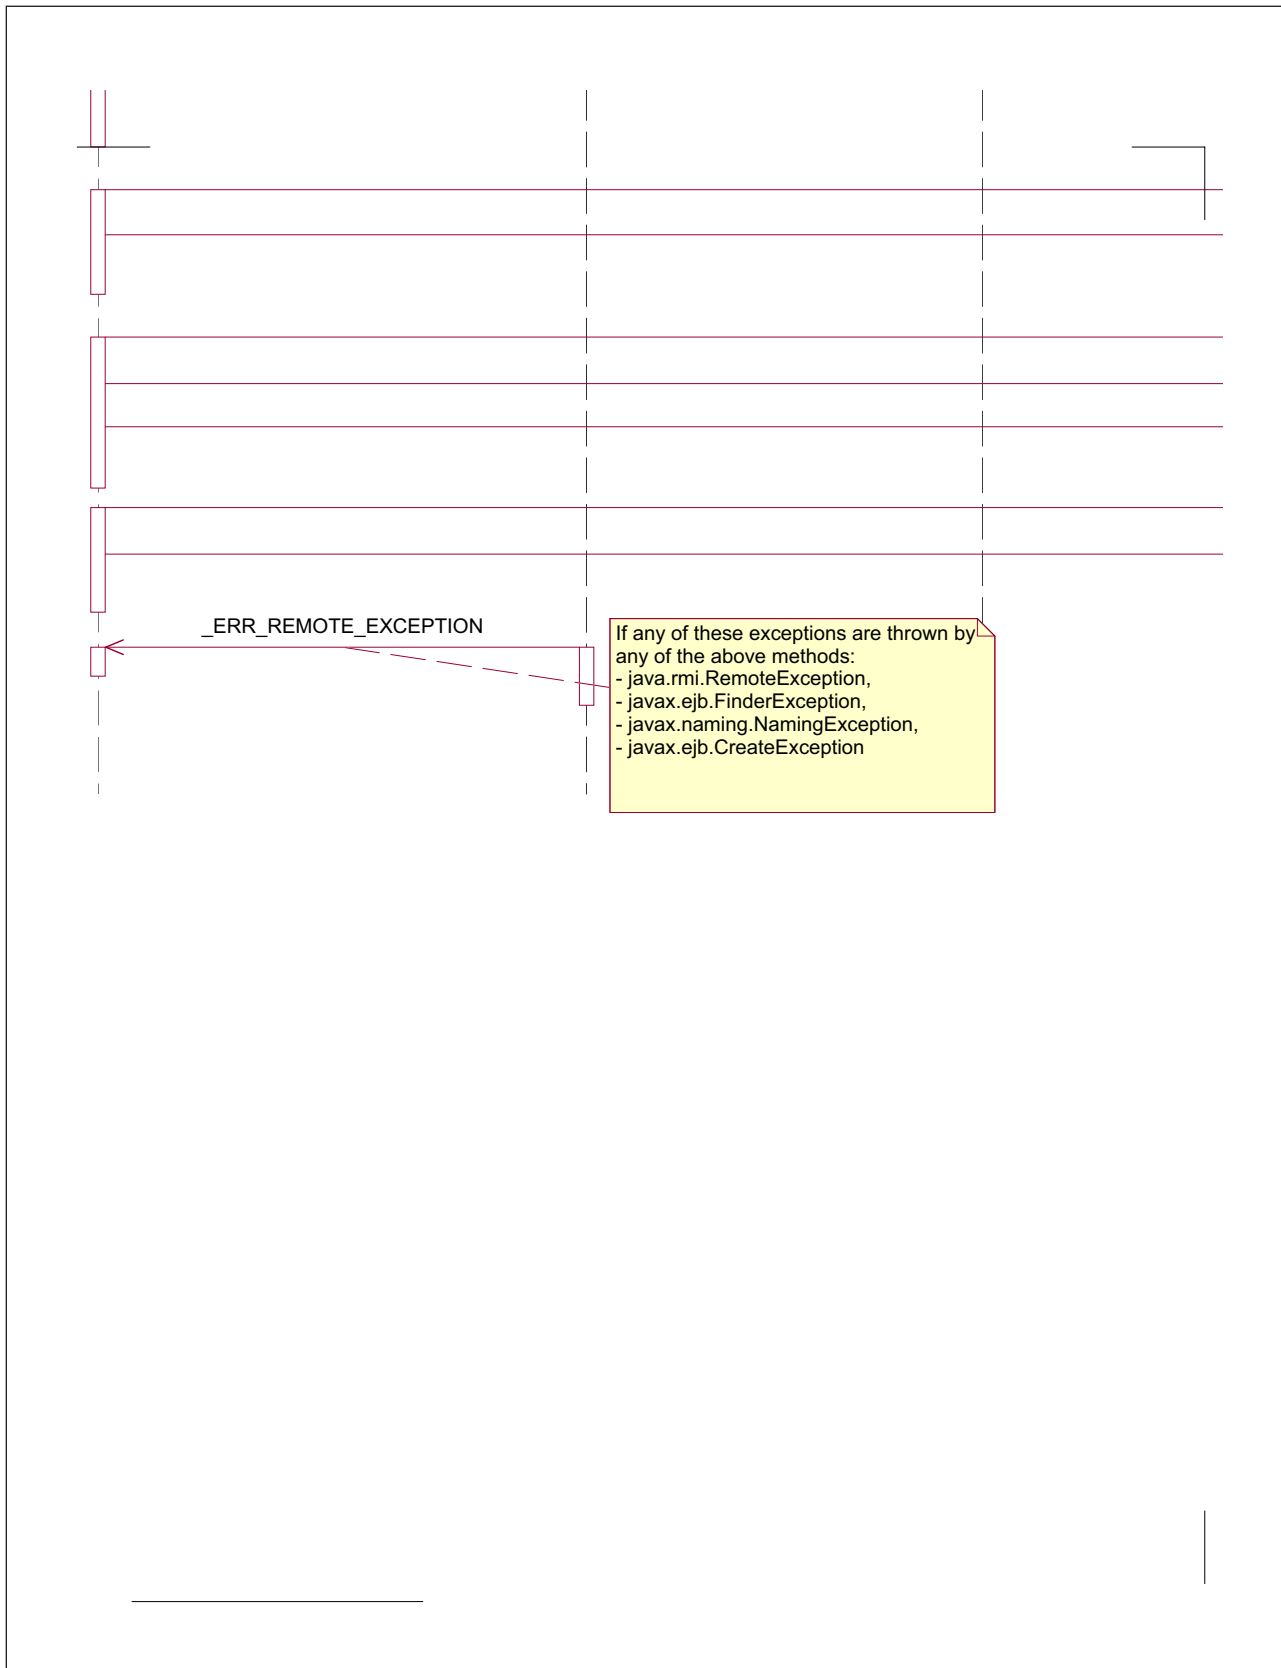 _ERR_REMOTE_EXCEPTION
If any of these exceptions are thrown by
any of the above methods:
- java.rmi.RemoteException,
- javax.ejb.FinderException,
- javax.naming.NamingException,
- javax.ejb.CreateException